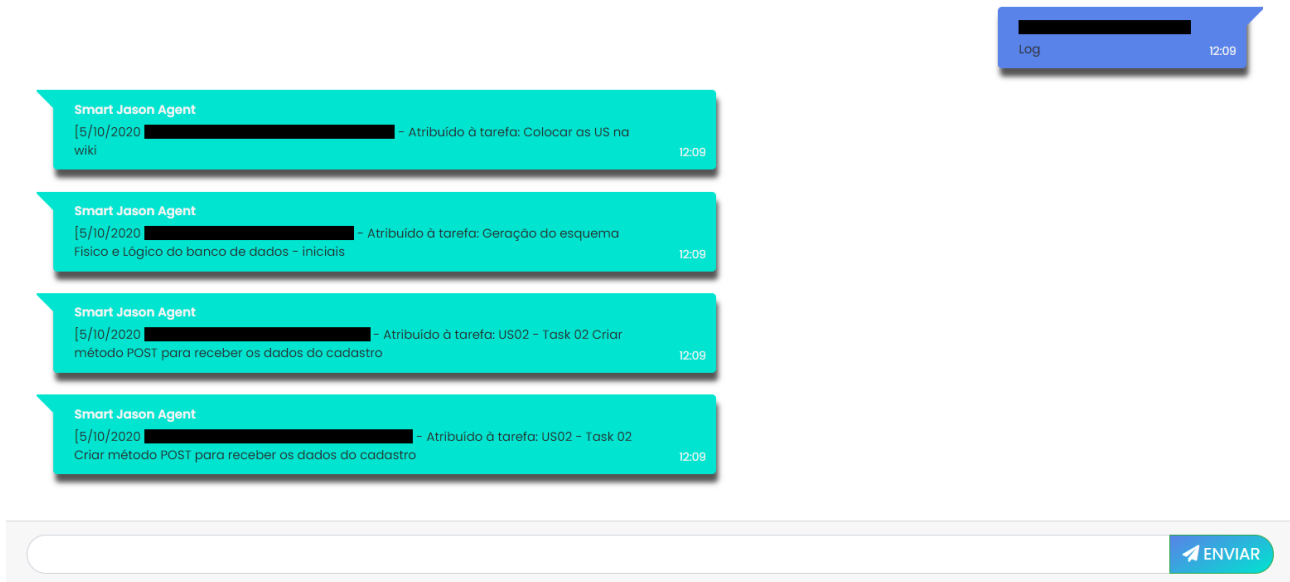 Log
12:09
Smart Jason Agent
[5/10/2020 - Atribuído à tarefa: Colocar as US na
wiki
12:09
Smart Jason Agent
[5/10/2020 - Atribuído à tarefa: Geração do esquema
Fisico e Lógico do banco de dados - iniciais
12:09
Smart Jason Agent
[5/10/2020 - Atribuído à tarefa: US02 - Task 02 Criar
método POST para receber os dados do cadastro
12:09
Smart Jason Agent
[5/10/2020 - Atribuído à tarefa: US02 - Task 02
Criar método POST para receber os dados do cadastro
12:09
ENVIAR